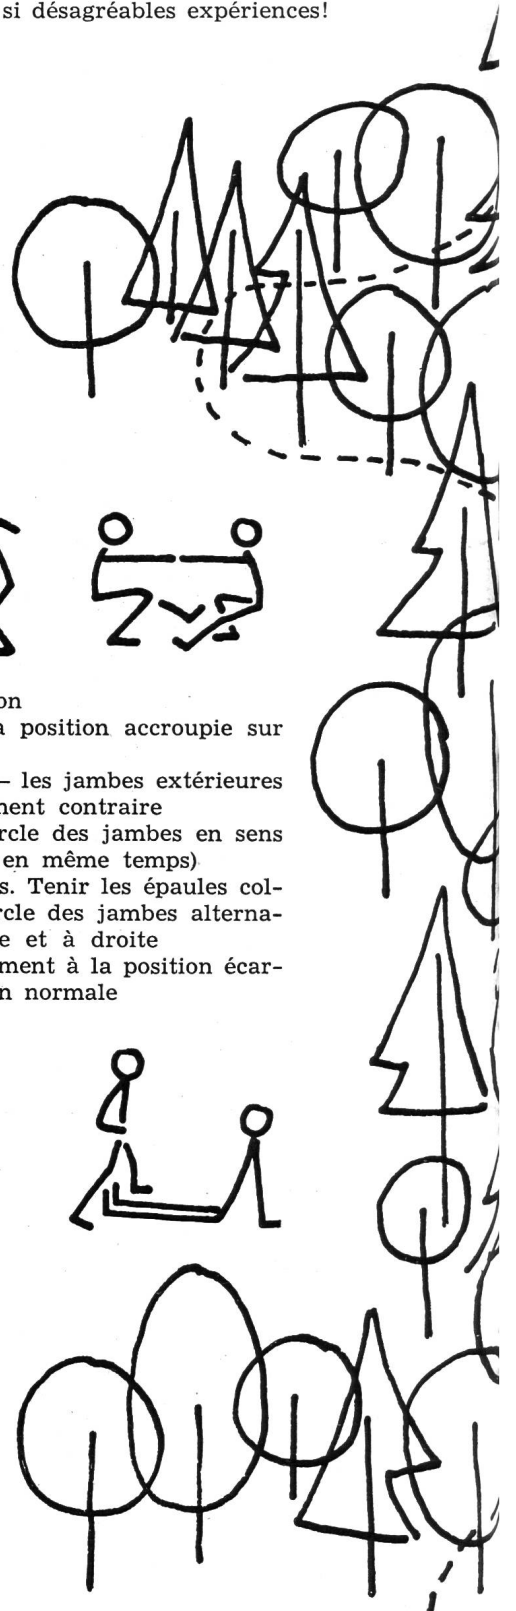 si désagréables expériences!
on
a position accroupie sur
— les jambes extérieures
ment contraire
rcle des jambes en sens
en même temps)
s. Tenir les épaules col-
rcle des jambes alterna-
e et à droite
ment à la position écar-
n normale